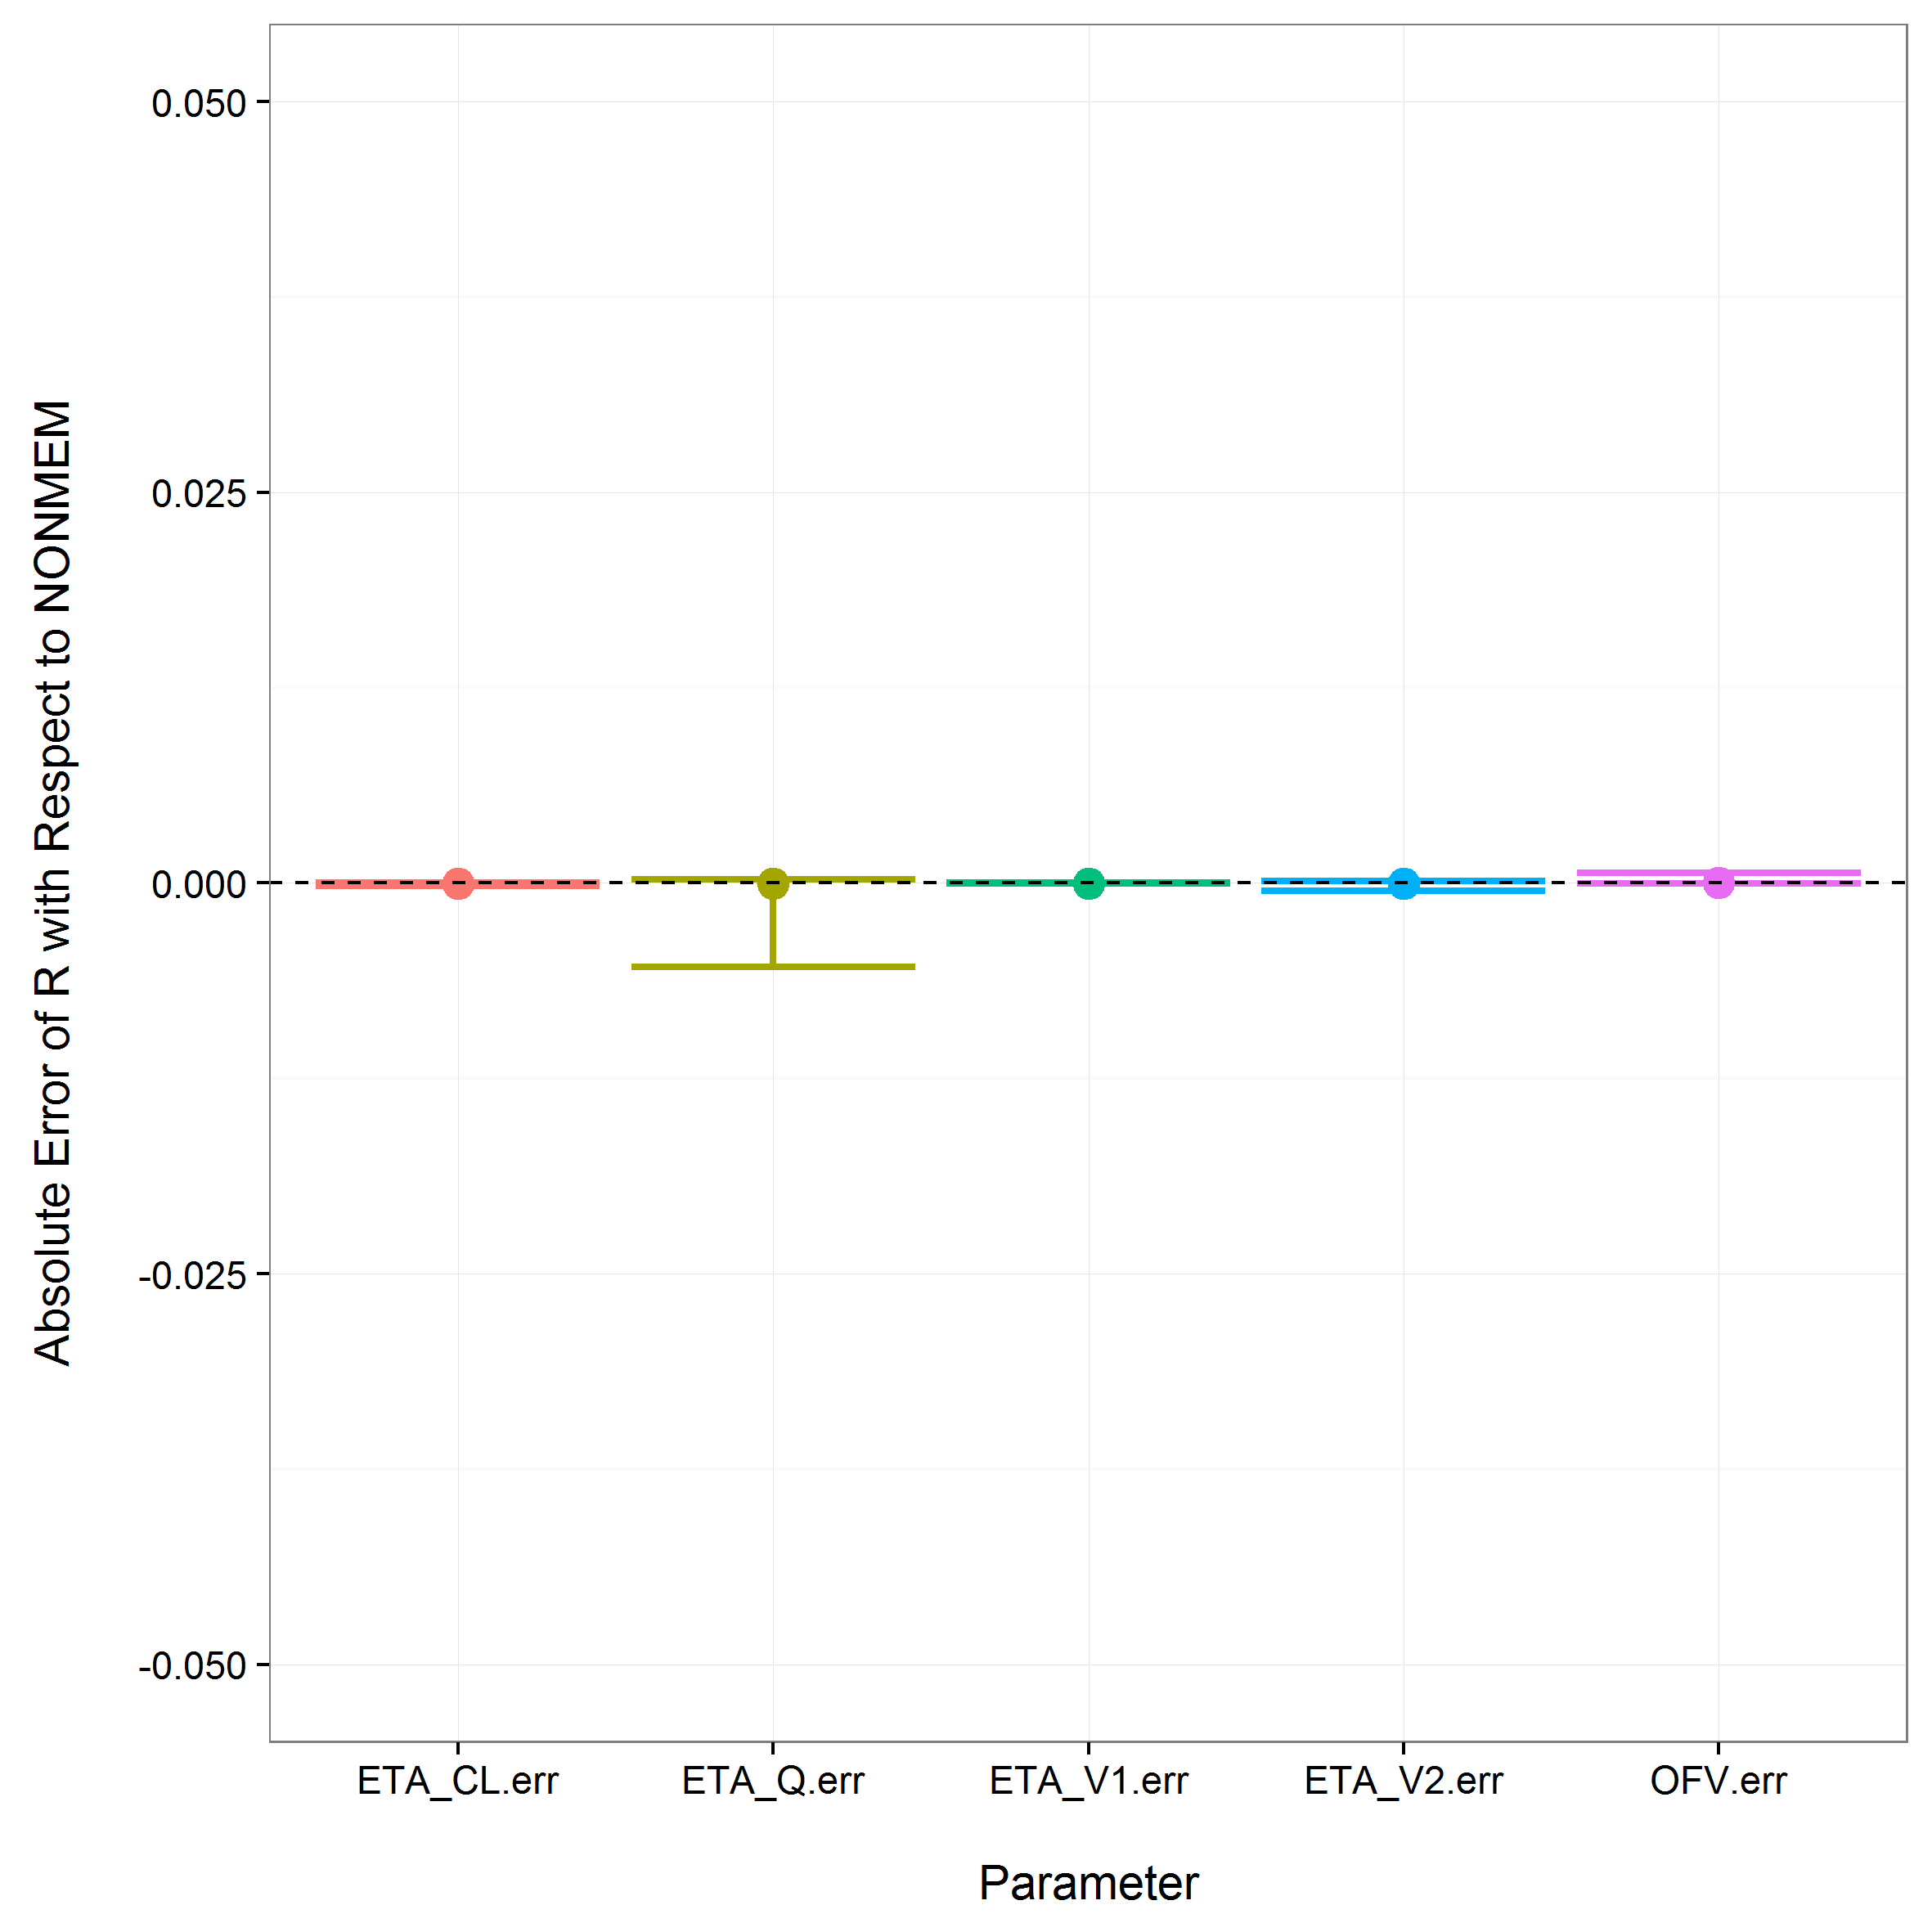 Absolute Error of R with Respect to NONMEM
0.050
0.025
0.000
-0.025
-0.050
ETA_CL.err
ETA_Q.err
ETA_V1.err
ETA_V2.err
OFV.err
Parameter